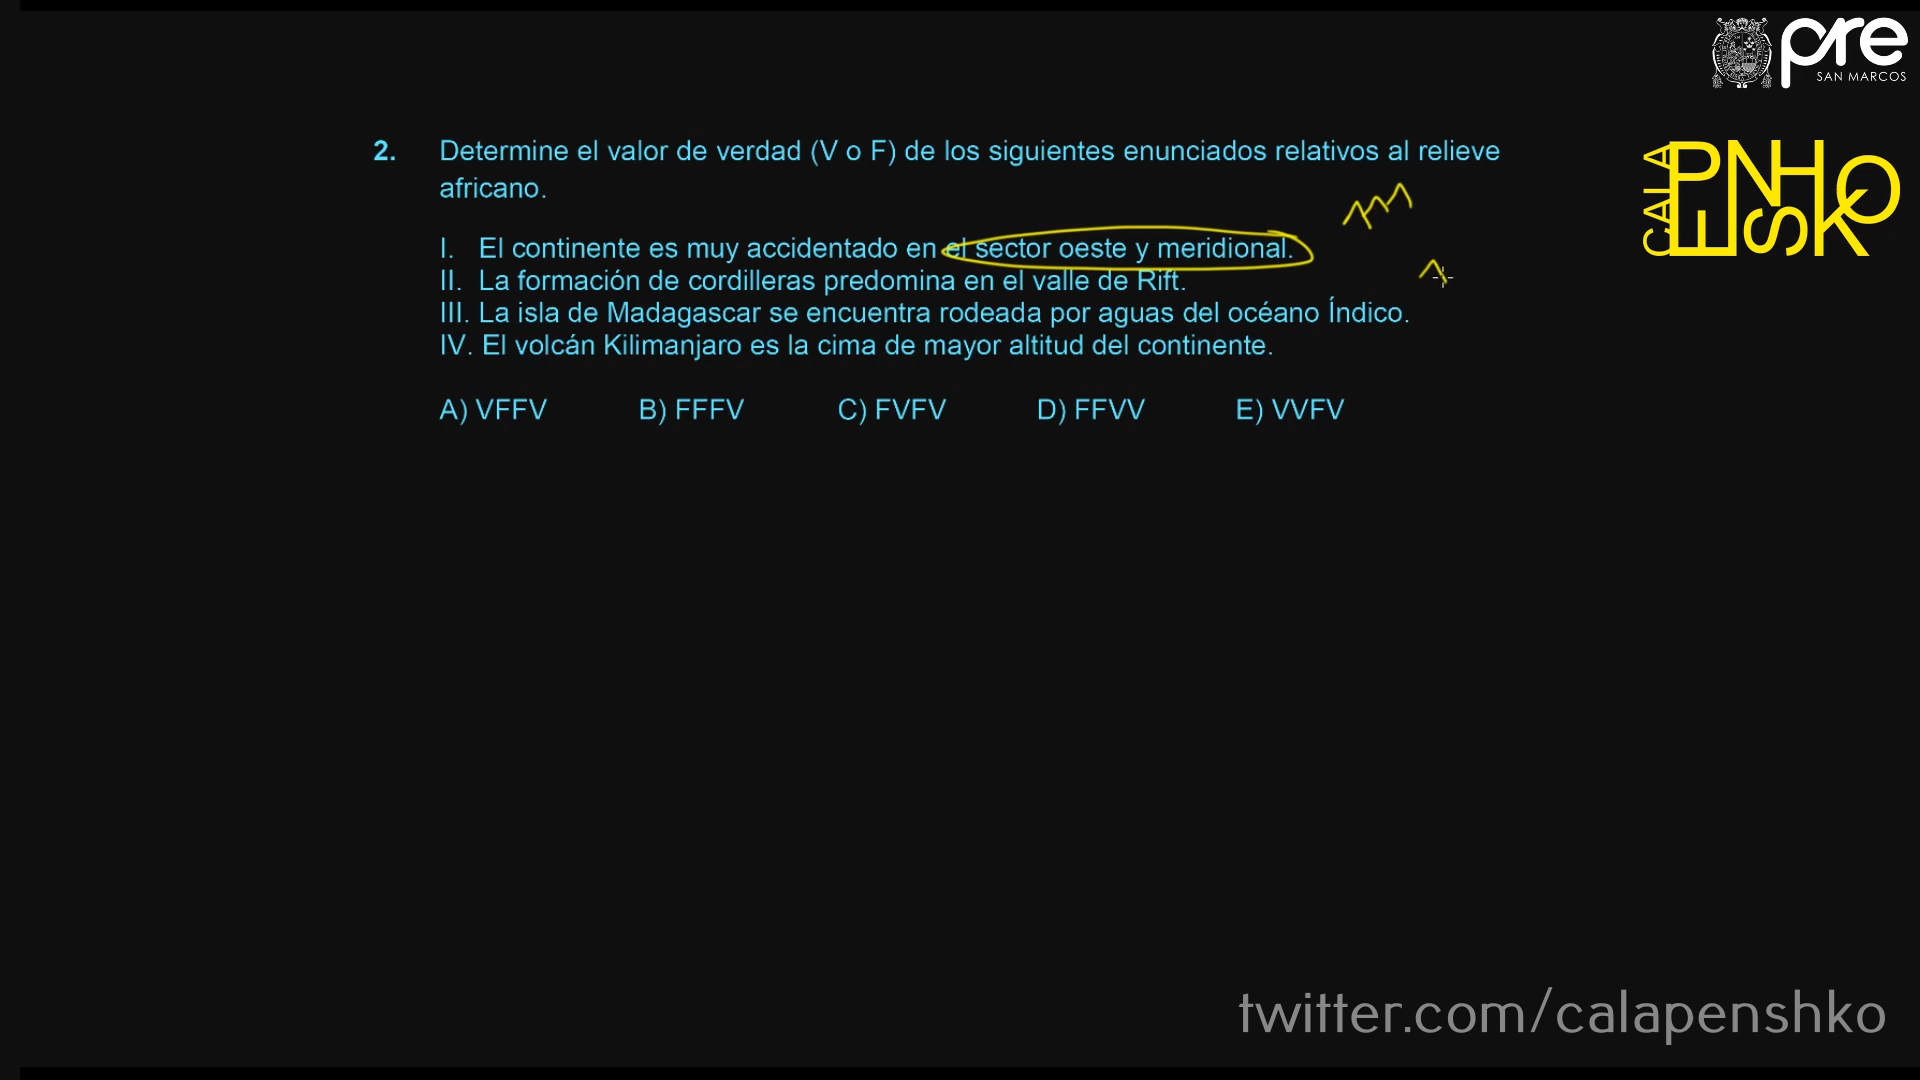 pre
SAN MARCOS
CALA
PENHSKO
2. Determine el valor de verdad (V o F) de los siguientes enunciados relativos al relieve
africano.
I. El continente es muy accidentado en el sector oeste y meridional.
II. La formación de cordilleras predomina en el valle de Rift.
III. La isla de Madagascar se encuentra rodeada por aguas del océano Índico.
IV. El volcán Kilimanjaro es la cima de mayor altitud del continente.
A) VFFV B) FFFV C) FVFV D) FFVV E) VVFV
twitter.com/calapenshko